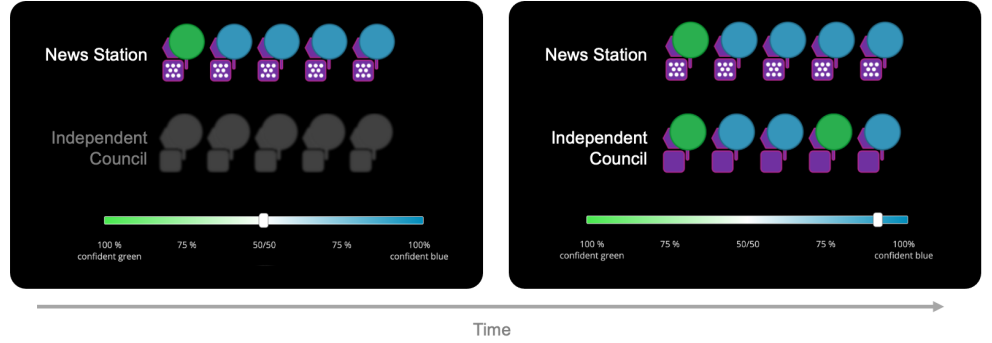 News Station
Independent
Council
100 %
confident green
75 %
50/50
75 %
100%
confident blue
News Station
Independent
Council
100 %
confident green
75 %
50/50
75 %
100%
confident blue
Time